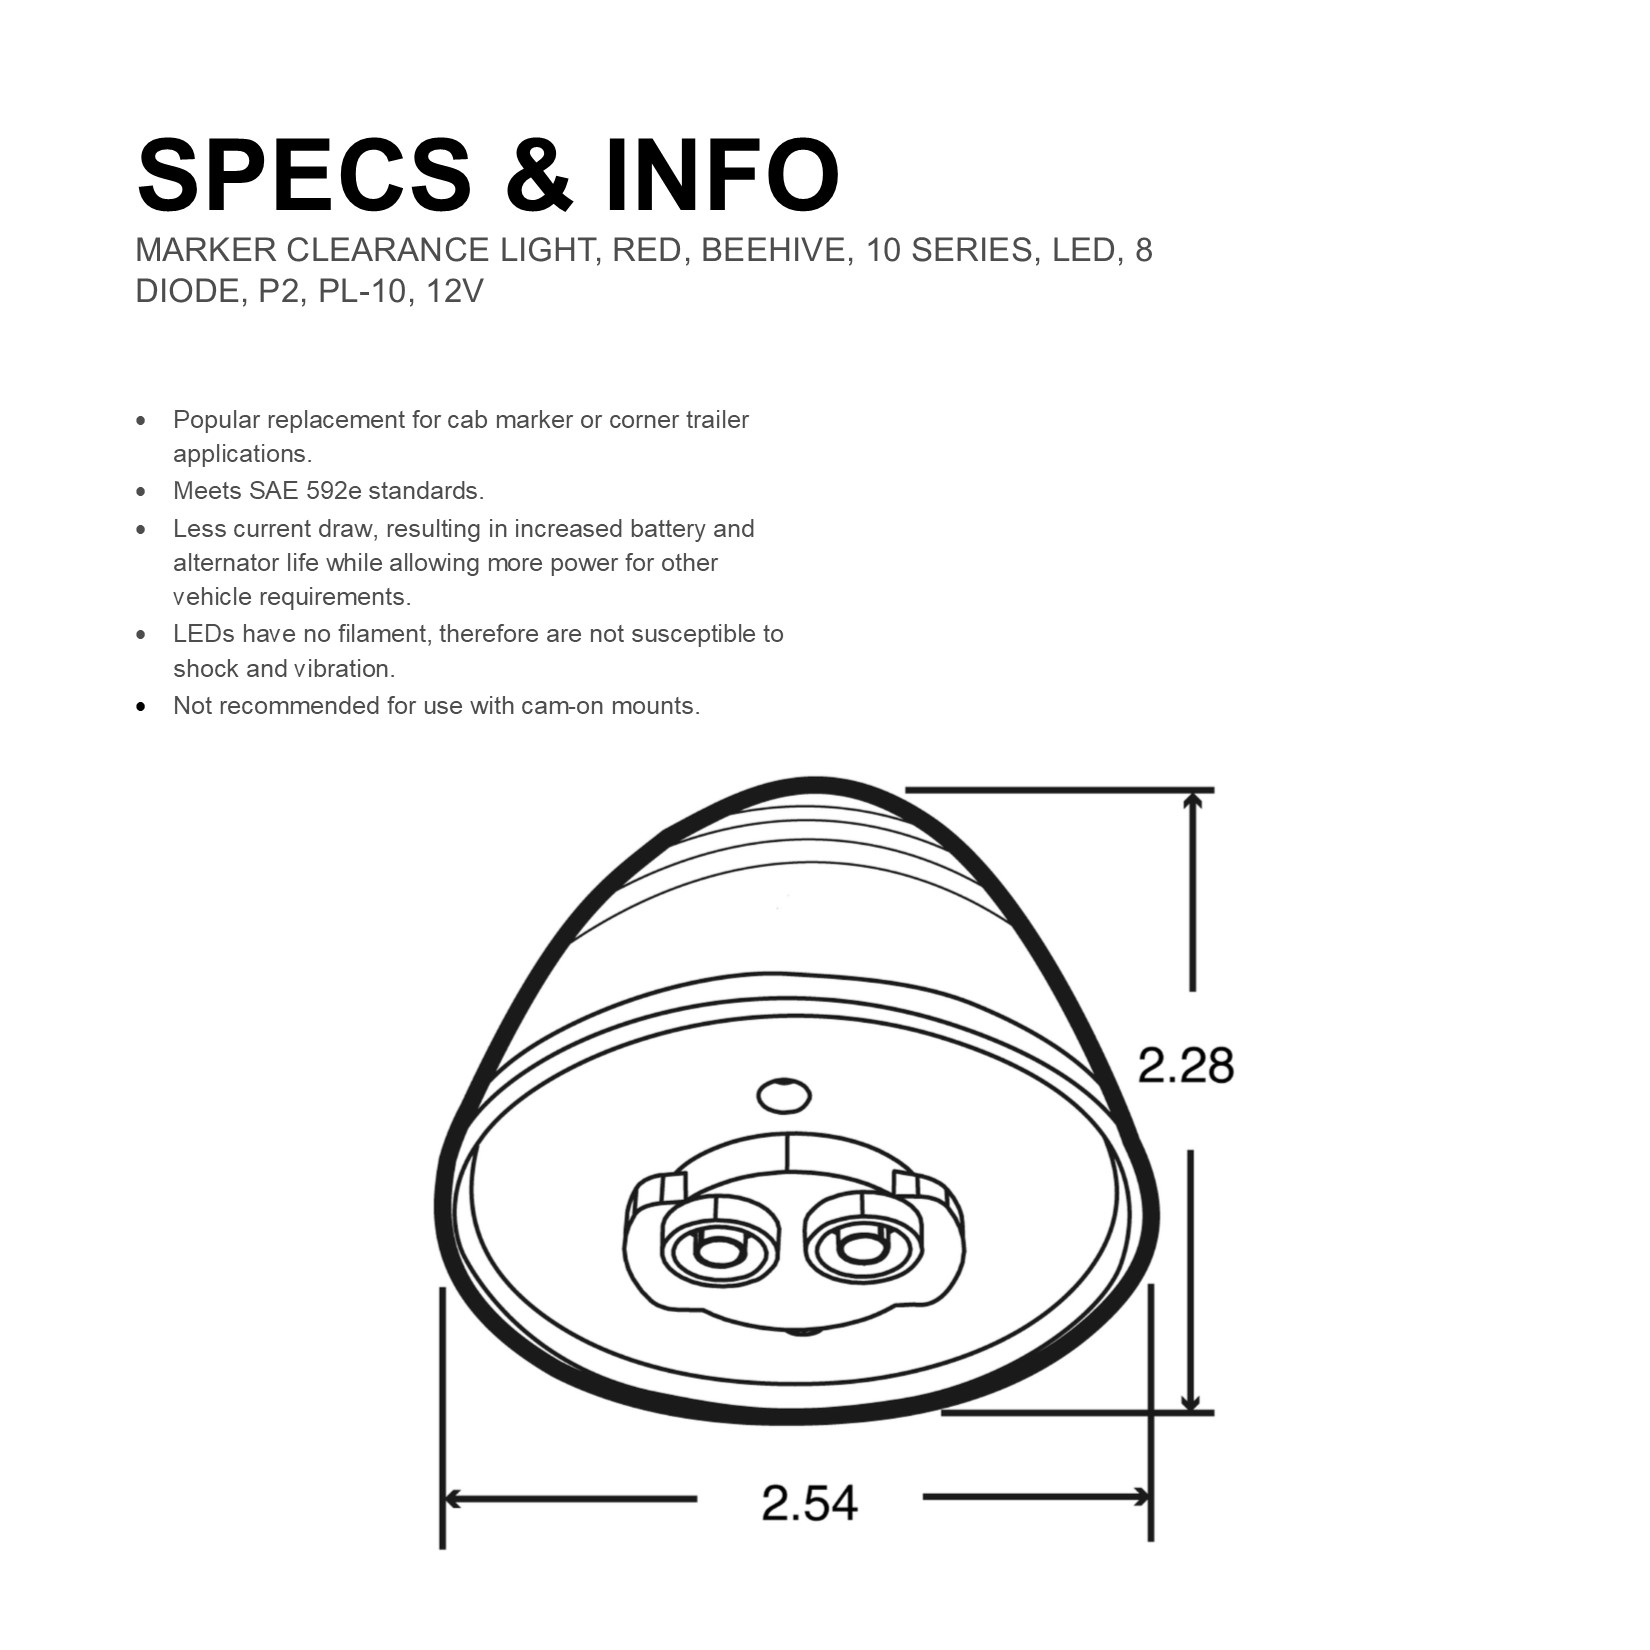 SPECS & INFO
MARKER CLEARANCE LIGHT, RED, BEEHIVE, 10 SERIES, LED, 8
DIODE, P2, PL-10, 12V
• Popular replacement for cab marker or corner trailer
applications.
• Meets SAE 592e standards.
• Less current draw, resulting in increased battery and
alternator life while allowing more power for other
vehicle requirements.
• LEDs have no filament, therefore are not susceptible to
shock and vibration.
• Not recommended for use with cam-on mounts.
2.28
2.54